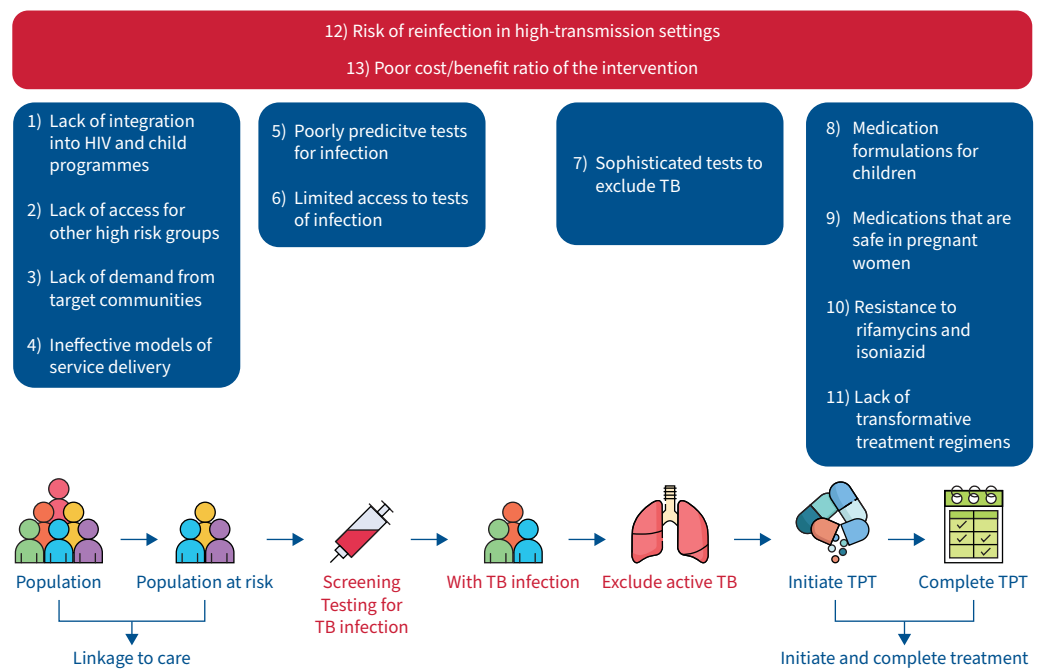 12) Risk of reinfection in high-transmission settings
13) Poor cost/benefit ratio of the intervention
1) Lack of integration
into HIV and child
programmes
2) Lack of access for
other high risk groups
3) Lack of demand from
target communities
4) Ineffective models of
service delivery
5) Poorly predicitve tests
for infection
6) Limited access to tests
of infection
7) Sophisticated tests to
exclude TB
8) Medication
formulations for
children
9) Medications that are
safe in pregnant
women
10) Resistance to
rifamycins and
isoniazid
11) Lack of
transformative
treatment regimens
Population
Population at risk
Screening
Testing for
TB infection
With TB infection
Exclude active TB
Initiate TPT
Complete TPT
Linkage to care
Initiate and complete treatment